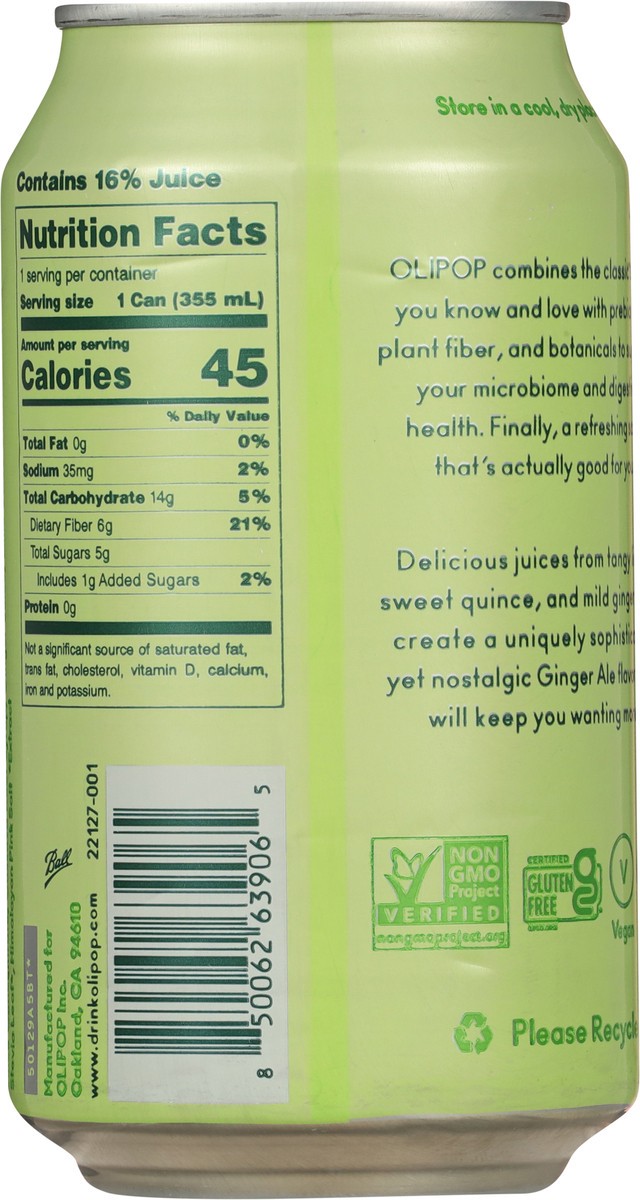 Store in a cool, dry
Contains 16% Juice
Nutrition Facts
1 serving per container
Serving size 1 Can (355 mL)
Amount per serving
Calories 45
% Daily Value
Total Fat 0g 0%
Sodium 35mg 2%
Total Carbohydrate 14g 5%
Dietary Fiber 6g 21%
Total Sugars 5g
Includes 1g Added Sugars 2%
Protein 0g
Not a significant source of saturated fat,
trans fat, cholesterol, vitamin D, calcium,
iron and potassium.
OLIPOP combines the classic
you know and love with
plant fiber, and botanicals to
your microbiome and
health. Finally, a refreshing
that's actually good for
Delicious juices from tangy
sweet quince, and mild
create a uniquely
yet nostalgic Ginger Ale
will keep you wanting
NON
GMO
Project
VERIFIED
nongmoproject.org
CERTIFIED
GLUTEN
FREE
V
Vegan
Please Recycle
Ball
22127-001
8 50062 63906 5
50129A5BT*
Manufactured for
OLIPOP Inc.
Oakland, CA 94610
www.drinkolipop.com